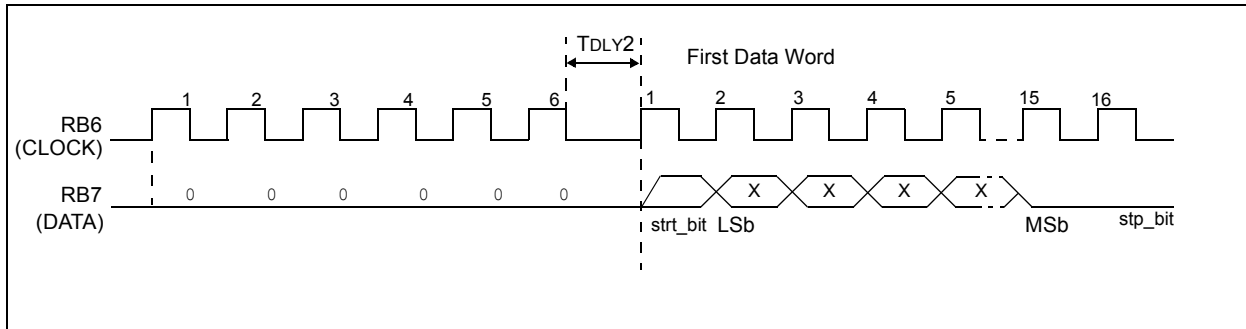 TDLY2
First Data Word
1 2 3 4 5 6 1 2 3 4 5 15 16
RB6
(CLOCK)
RB7
(DATA)
0 0 0 0 0 0 X X X X
strt_bit LSb MSb stp_bit